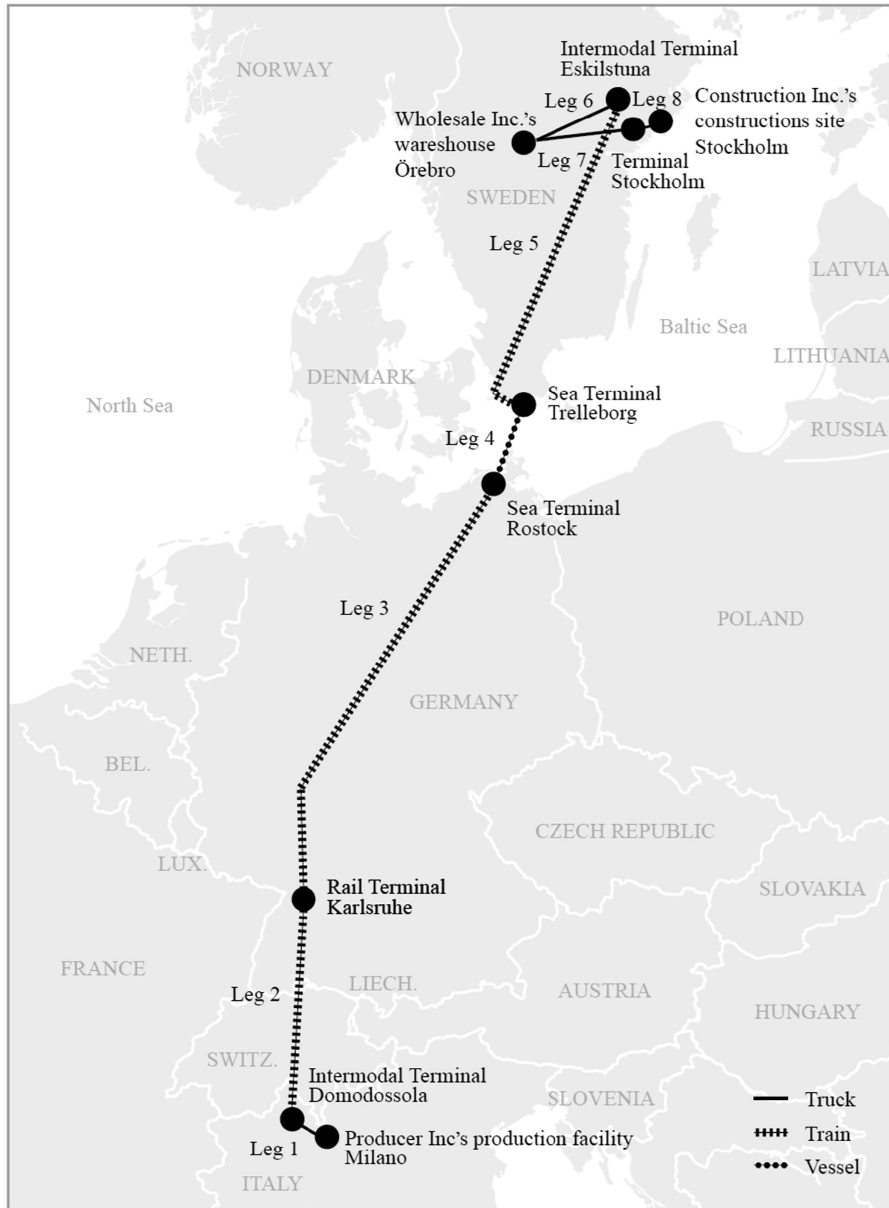 Intermodal Terminal
Eskilstuna
NORWAY
Leg 6
Leg 8
Construction Inc.'s
constructions site
Stockholm
Wholesale Inc.'s
wareshouse
Örebro
Leg 7
Terminal
Stockholm
SWEDEN
Leg 5
LATVIA
Baltic Sea
LITHUANIA
DENMARK
North Sea
Sea Terminal
Trelleborg
RUSSIA
Leg 4
Sea Terminal
Rostock
Leg 3
POLAND
NETH.
GERMANY
BEL.
CZECH REPUBLIC
LUX.
Rail Terminal
Karlsruhe
SLOVAKIA
FRANCE
LIECH.
Leg 2
AUSTRIA
HUNGARY
SWITZ.
Intermodal Terminal
Domodossola
SLOVENIA
Truck
Leg 1
Producer Inc's production facility
Milano
Train
Vessel
ITALY